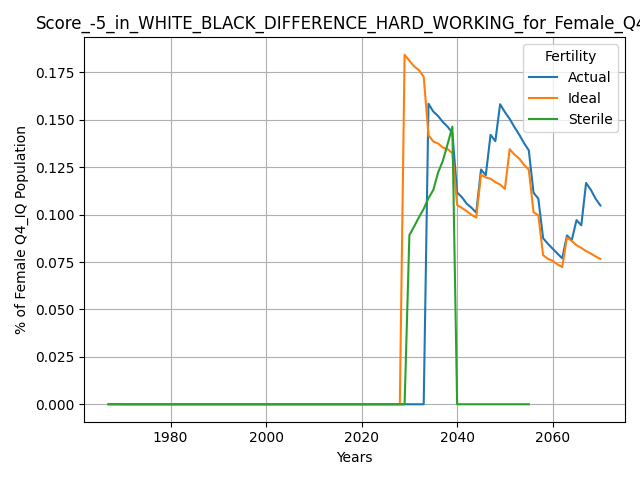 Score_-5_in_WHITE_BLACK_DIFFERENCE_HARD_WORKING_for_Female_Q4
Fertility
Actual
Ideal
Sterile
% of Female Q4_IQ Population
0.175
0.150
0.125
0.100
0.075
0.050
0.025
0.000
1980 2000 2020 2040 2060
Years